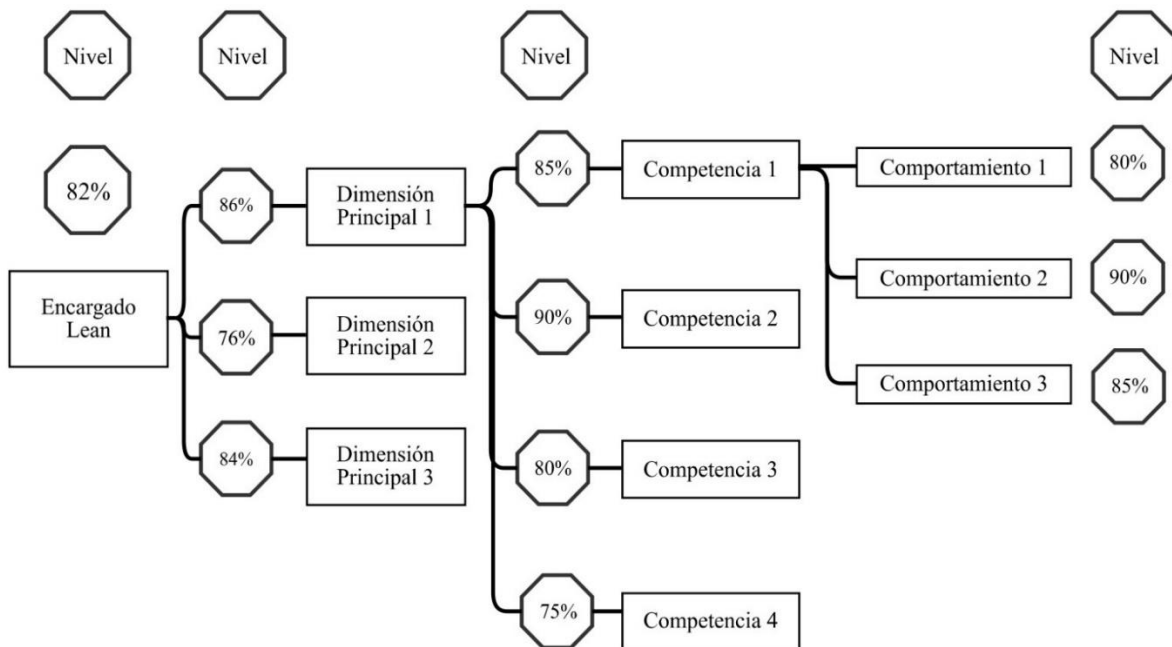 Nivel
Nivel
Nivel
Nivel
82%
Encargado
Lean
86%
Dimensión
Principal 1
76%
Dimensión
Principal 2
84%
Dimensión
Principal 3
85%
Competencia 1
90%
Competencia 2
80%
Competencia 3
75%
Competencia 4
Comportamiento 1
80%
Comportamiento 2
90%
Comportamiento 3
85%